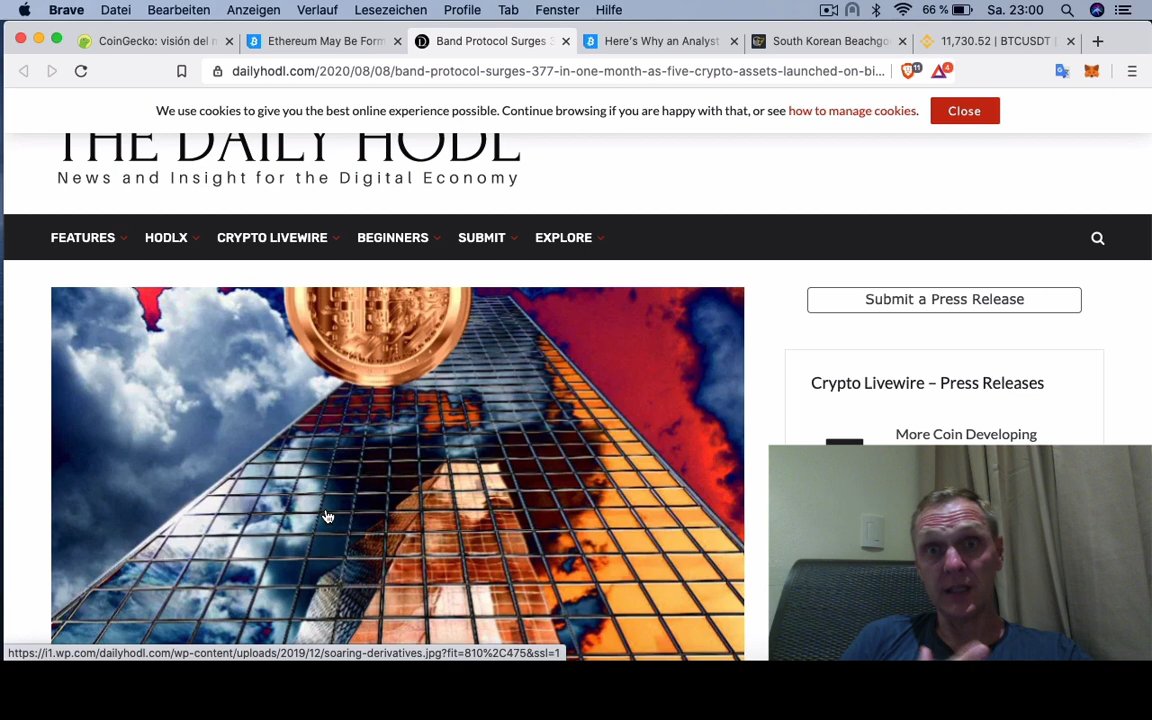 Brave Ablage Bearbeiten Anzeigen Verlauf Lesezeichen Profile Tab Fenster Hilfe 66 % Sa. 23:00
CoinGecko: visión del m
Ethereum May Be Form
Band Protocol Surges 3
Here's Why an Analyst
South Korean Beachgo
11,730.52 | BTCUSDT |
dailyhodl.com/2020/08/08/band-protocol-surges-377-in-one-month-as-five-crypto-assets-launched-on-bi...
11
4
We use cookies to give you the best online experience possible. Continue browsing if you are happy with that, or see how to manage cookies.
Close
THE DAILY HODL
News and Insight for the Digital Economy
FEATURES HODLX CRYPTO LIVEWIRE BEGINNERS SUBMIT EXPLORE
Submit a Press Release
Crypto Livewire – Press Releases
More Coin Developing
https://i1.wp.com/dailyhodl.com/wp-content/uploads/2019/12/soaring-derivatives.jpg?fit=810%2C475&ssl=1